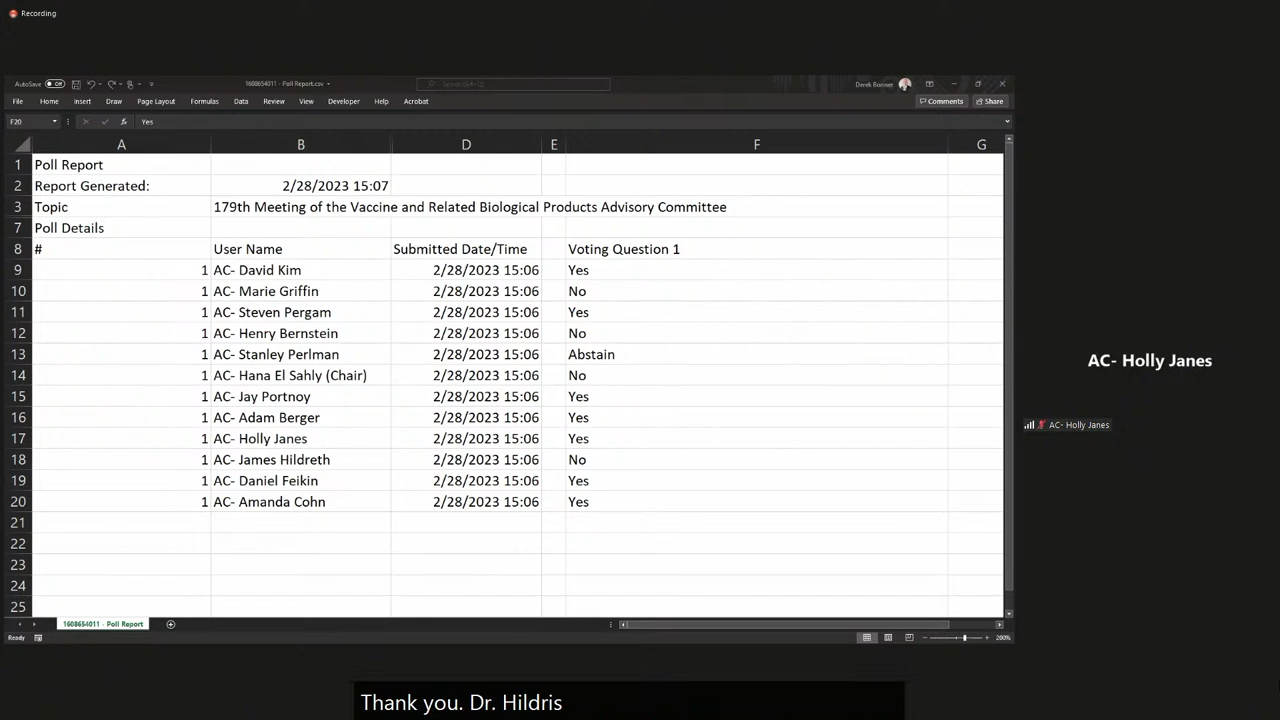 Recording
AutoSave Off 1608654011 - Poll Report.csv Derek Bonner
File Home Insert Draw Page Layout Formulas Data Review View Developer Help Acrobat Comments Share
F20 fx Yes
A B D E F G
1 Poll Report
2 Report Generated: 2/28/2023 15:07
3 Topic 179th Meeting of the Vaccine and Related Biological Products Advisory Committee
7 Poll Details
8 # User Name Submitted Date/Time Voting Question 1
9 1 AC- David Kim 2/28/2023 15:06 Yes
10 1 AC- Marie Griffin 2/28/2023 15:06 No
11 1 AC- Steven Pergam 2/28/2023 15:06 Yes
12 1 AC- Henry Bernstein 2/28/2023 15:06 No
13 1 AC- Stanley Perlman 2/28/2023 15:06 Abstain
14 1 AC- Hana El Sahly (Chair) 2/28/2023 15:06 No
15 1 AC- Jay Portnoy 2/28/2023 15:06 Yes
16 1 AC- Adam Berger 2/28/2023 15:06 Yes
17 1 AC- Holly Janes 2/28/2023 15:06 Yes
18 1 AC- James Hildreth 2/28/2023 15:06 No
19 1 AC- Daniel Feikin 2/28/2023 15:06 Yes
20 1 AC- Amanda Cohn 2/28/2023 15:06 Yes
21
22
23
24
25
1608654011 - Poll Report
Ready 200%
AC- Holly Janes
AC- Holly Janes
Thank you. Dr. Hildris